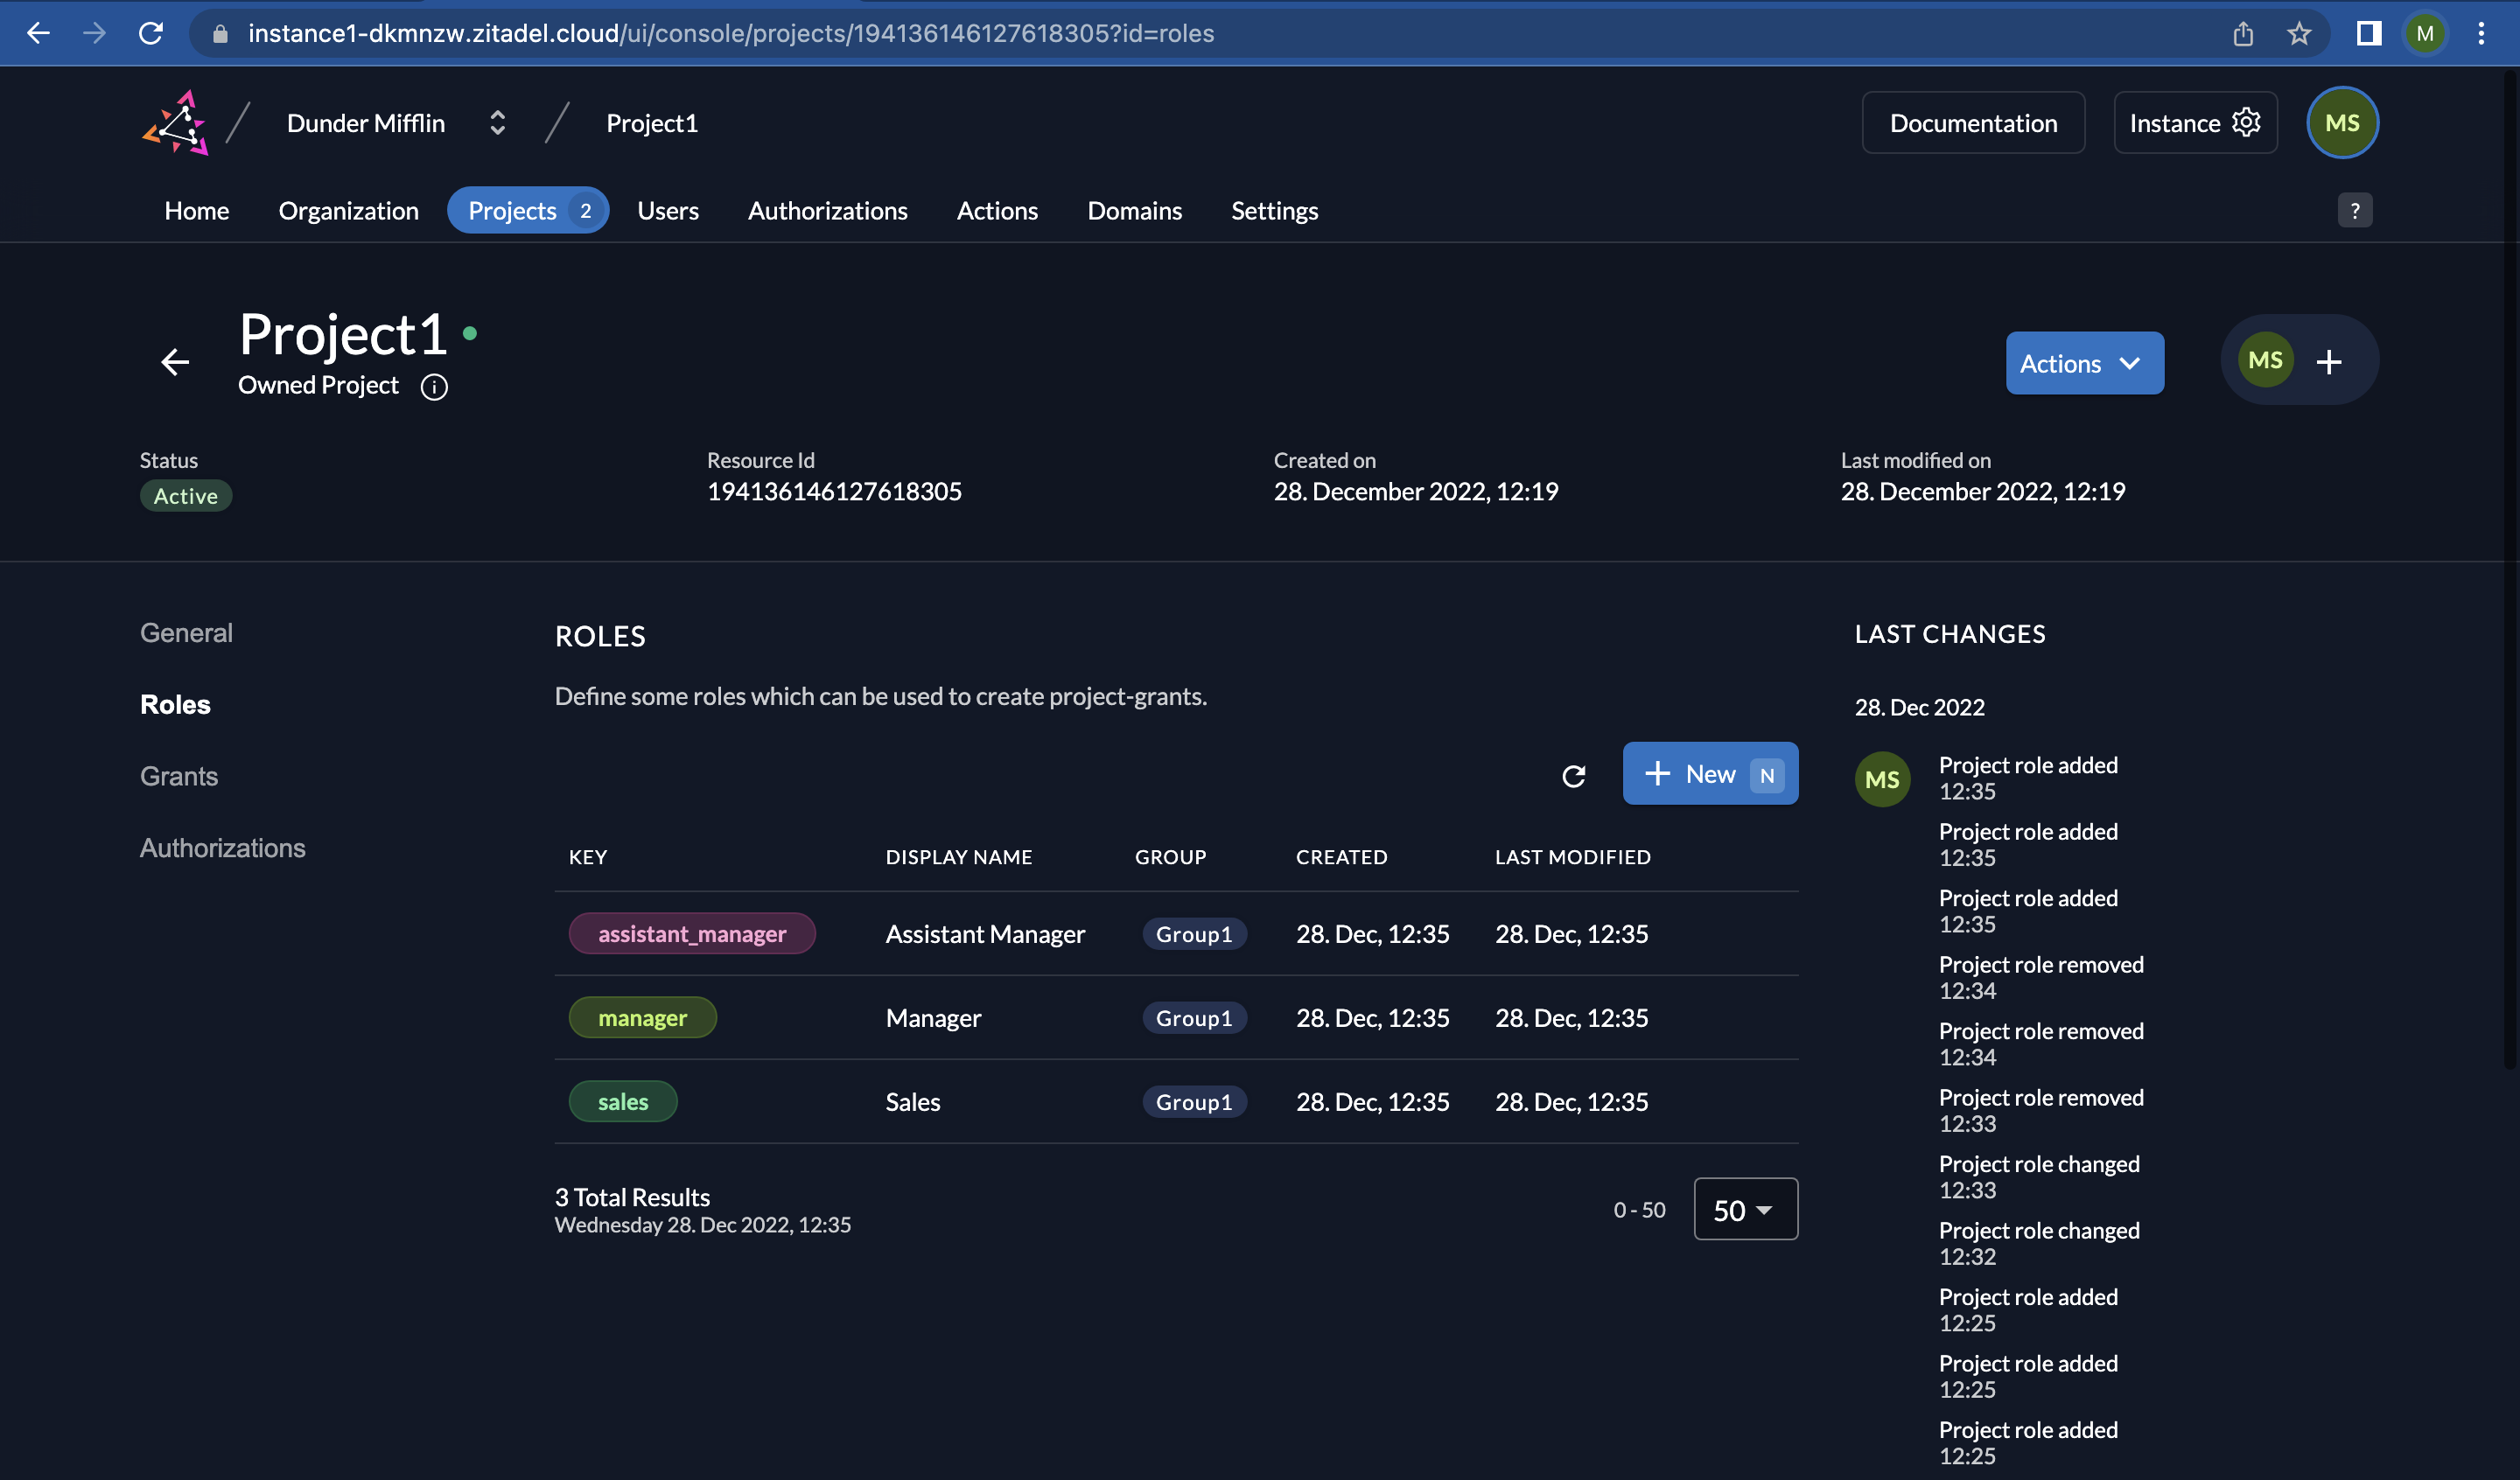 instance1-dkmnzw.zitadel.cloud/ui/console/projects/194136146127618305?id=roles
M
Dunder Mifflin
Project1
Documentation
Instance
MS
Home
Organization
Projects 2
Users
Authorizations
Actions
Domains
Settings
?
Project1
Owned Project
Actions
MS
Status
Resource Id
Created on
Last modified on
Active
194136146127618305
28. December 2022, 12:19
28. December 2022, 12:19
General
Roles
Grants
Authorizations
ROLES
Define some roles which can be used to create project-grants.
New N
KEY DISPLAY NAME GROUP CREATED LAST MODIFIED
assistant_manager Assistant Manager Group1 28. Dec, 12:35 28. Dec, 12:35
manager Manager Group1 28. Dec, 12:35 28. Dec, 12:35
sales Sales Group1 28. Dec, 12:35 28. Dec, 12:35
3 Total Results
Wednesday 28. Dec 2022, 12:35
0 - 50
50
LAST CHANGES
28. Dec 2022
MS
Project role added
12:35
Project role added
12:35
Project role added
12:35
Project role removed
12:34
Project role removed
12:34
Project role removed
12:33
Project role changed
12:33
Project role changed
12:32
Project role added
12:25
Project role added
12:25
Project role added
12:25